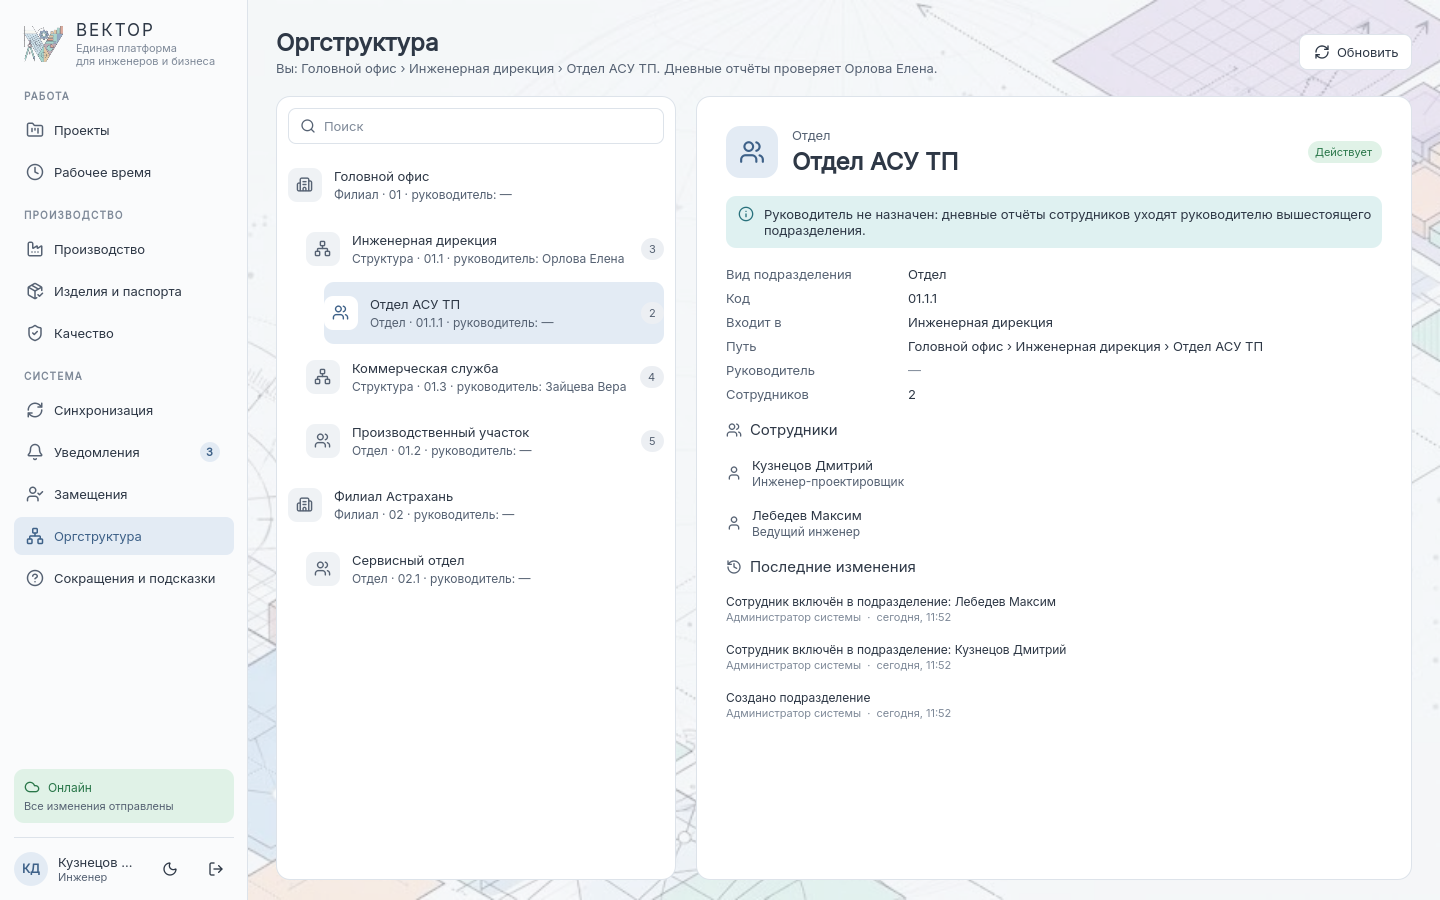 ВЕКТОР
Единая платформа
для инженеров и бизнеса
РАБОТА
Проекты
Рабочее время
ПРОИЗВОДСТВО
Производство
Изделия и паспорта
Качество
СИСТЕМА
Синхронизация
Уведомления 3
Замещения
Оргструктура
Сокращения и подсказки
Онлайн
Все изменения отправлены
КД
Кузнецов ...
Инженер
Оргструктура
Вы: Головной офис › Инженерная дирекция › Отдел АСУ ТП. Дневные отчёты проверяет Орлова Елена.
Обновить
Поиск
Головной офис
Филиал · 01 · руководитель: —
Инженерная дирекция
Структура · 01.1 · руководитель: Орлова Елена
3
Отдел АСУ ТП
Отдел · 01.1.1 · руководитель: —
2
Коммерческая служба
Структура · 01.3 · руководитель: Зайцева Вера
4
Производственный участок
Отдел · 01.2 · руководитель: —
5
Филиал Астрахань
Филиал · 02 · руководитель: —
Сервисный отдел
Отдел · 02.1 · руководитель: —
Отдел
Отдел АСУ ТП
Действует
Руководитель не назначен: дневные отчёты сотрудников уходят руководителю вышестоящего
подразделения.
Вид подразделения Отдел
Код 01.1.1
Входит в Инженерная дирекция
Путь Головной офис › Инженерная дирекция › Отдел АСУ ТП
Руководитель —
Сотрудников 2
Сотрудники
Кузнецов Дмитрий
Инженер-проектировщик
Лебедев Максим
Ведущий инженер
Последние изменения
Сотрудник включён в подразделение: Лебедев Максим
Администратор системы · сегодня, 11:52
Сотрудник включён в подразделение: Кузнецов Дмитрий
Администратор системы · сегодня, 11:52
Создано подразделение
Администратор системы · сегодня, 11:52